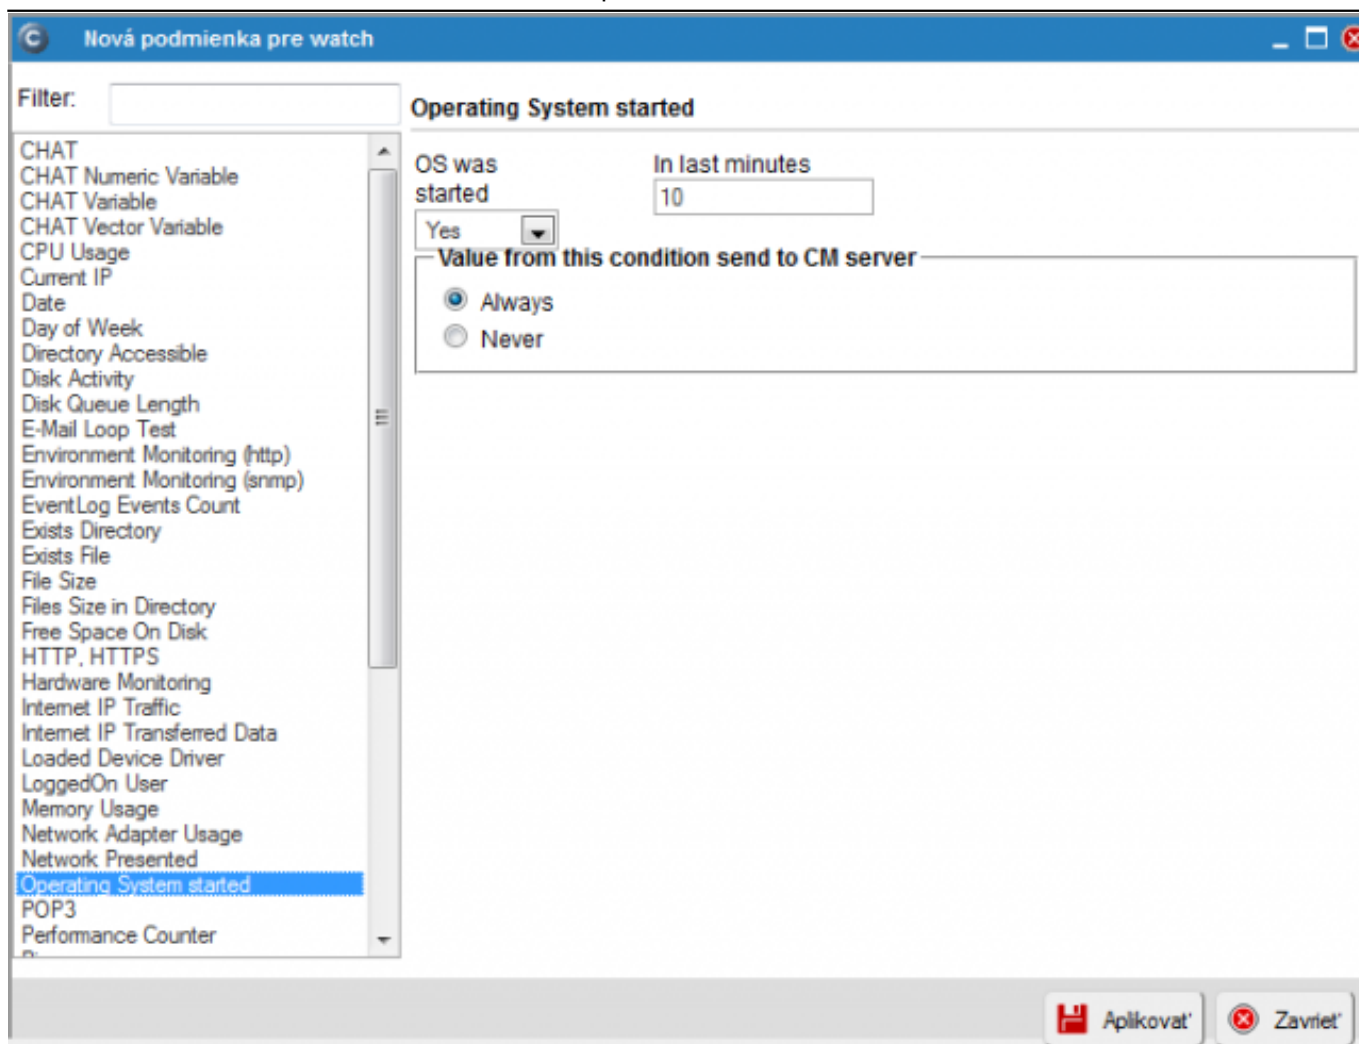 Nová podmienka pre watch
Filter:
CHAT
CHAT Numeric Variable
CHAT Variable
CHAT Vector Variable
CPU Usage
Current IP
Date
Day of Week
Directory Accessible
Disk Activity
Disk Queue Length
E-Mail Loop Test
Environment Monitoring (http)
Environment Monitoring (snmp)
EventLog Events Count
Exists Directory
Exists File
File Size
Files Size in Directory
Free Space On Disk
HTTP, HTTPS
Hardware Monitoring
Internet IP Traffic
Internet IP Transferred Data
Loaded Device Driver
LoggedOn User
Memory Usage
Network Adapter Usage
Network Presented
Operating System started
POP3
Performance Counter
Operating System started
OS was
started
Yes
In last minutes
10
Value from this condition send to CM server
Always
Never
Aplikovať
Zavrieť